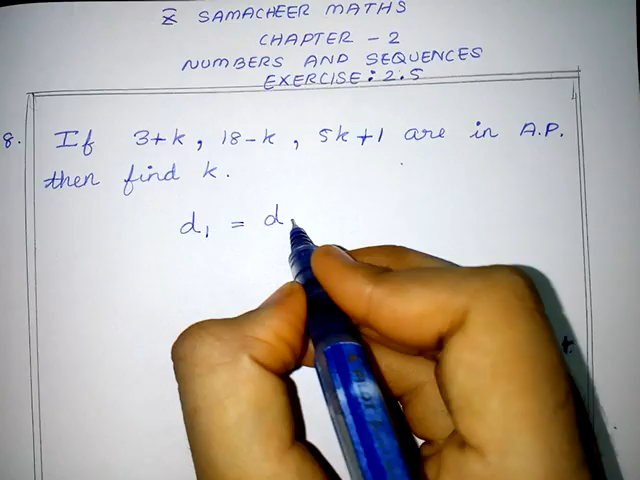 X SAMACHEER MATHS
CHAPTER - 2
NUMBERS AND SEQUENCES
EXERCISE: 2.5
8. If 3+k, 18-k, 5k+1 are in A.P.
then find k.
d₁ = d